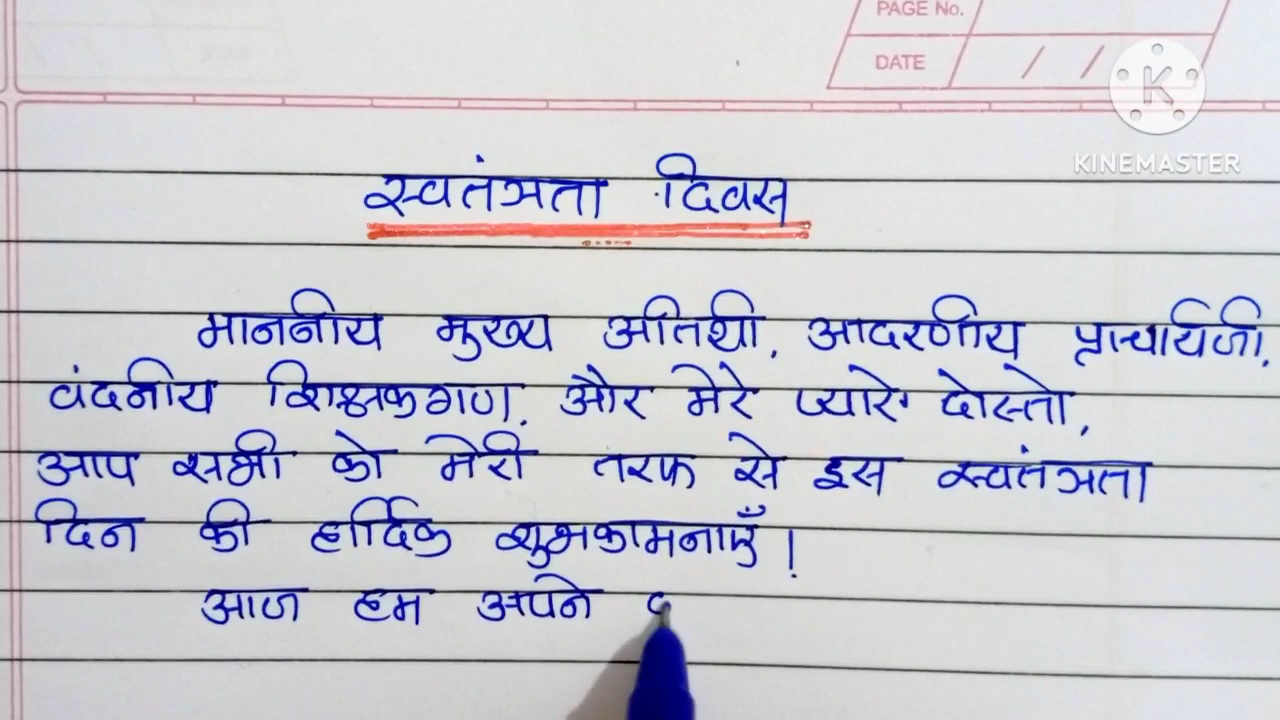 PAGE No.
DATE / /
KINEMASTER
स्वतंत्रता दिवस
माननीय मुख्य अतिथी, आदरणीय प्राचार्यजी,
वंदनीय शिक्षकगण, और मेरे प्यारे दोस्तो,
आप सभी को मेरी तरफ से इस स्वतंत्रता
दिन की हार्दिक शुभकामनाएँ!
आज हम अपने